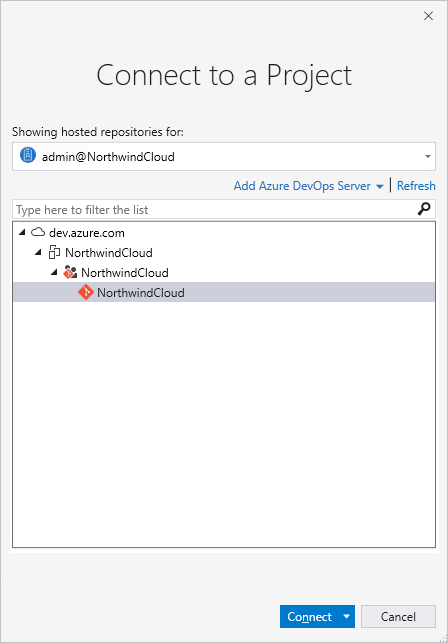 Connect to a Project
Showing hosted repositories for:
admin@NorthwindCloud
Add Azure DevOps Server | Refresh
Type here to filter the list
dev.azure.com
NorthwindCloud
NorthwindCloud
NorthwindCloud
Connect Cancel